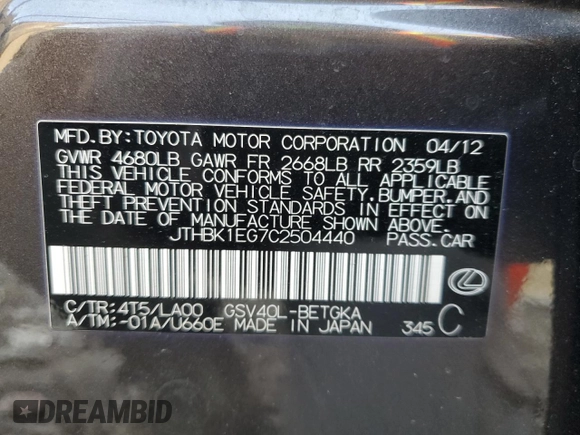 MFD.BY:TOYOTA MOTOR CORPORATION 04/12
GVWR 4680LB GAWR FR 2668LB RR 2359LB
THIS VEHICLE CONFORMS TO ALL APPLICABLE
FEDERAL MOTOR VEHICLE SAFETY,BUMPER,AND
THEFT PREVENTION STANDARDS IN EFFECT ON
THE DATE OF MANUFACTURE SHOWN ABOVE.
JTHBK1EG7C2504440 PASS.CAR
C/TR:4T5/LA00 GSV40L-BETGKA
A/TM:-01A/U660E MADE IN JAPAN 345 C
DREAMBID